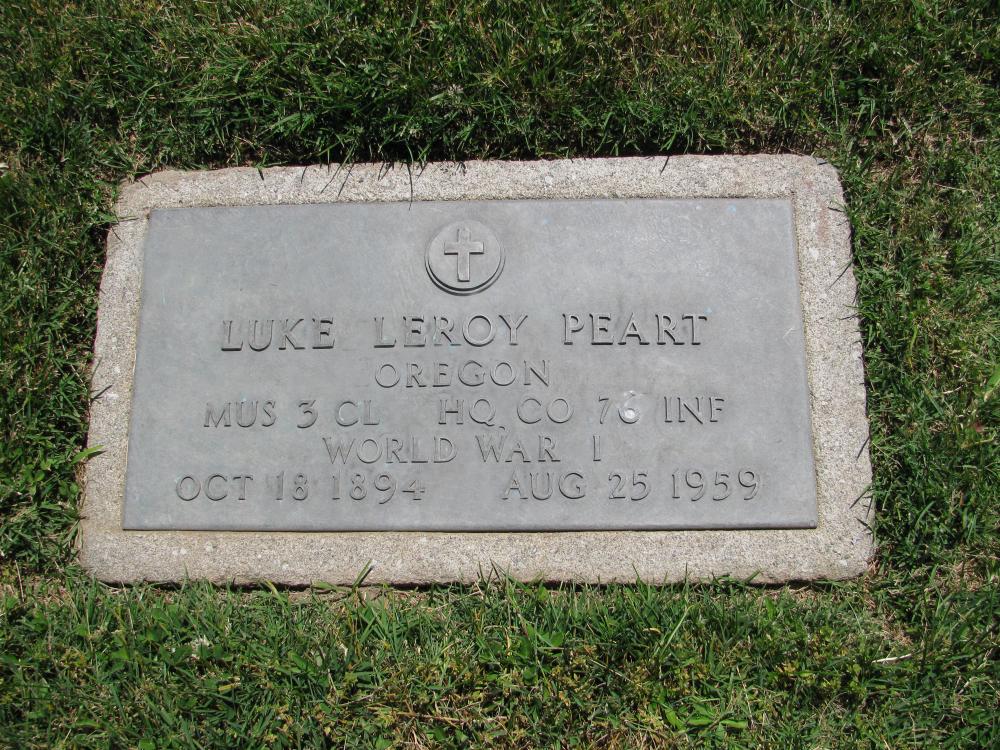 LUKE LEROY PEART
OREGON
MUS 3 CL HQ CO 76 INF
WORLD WAR I
OCT 18 1894 AUG 25 1959